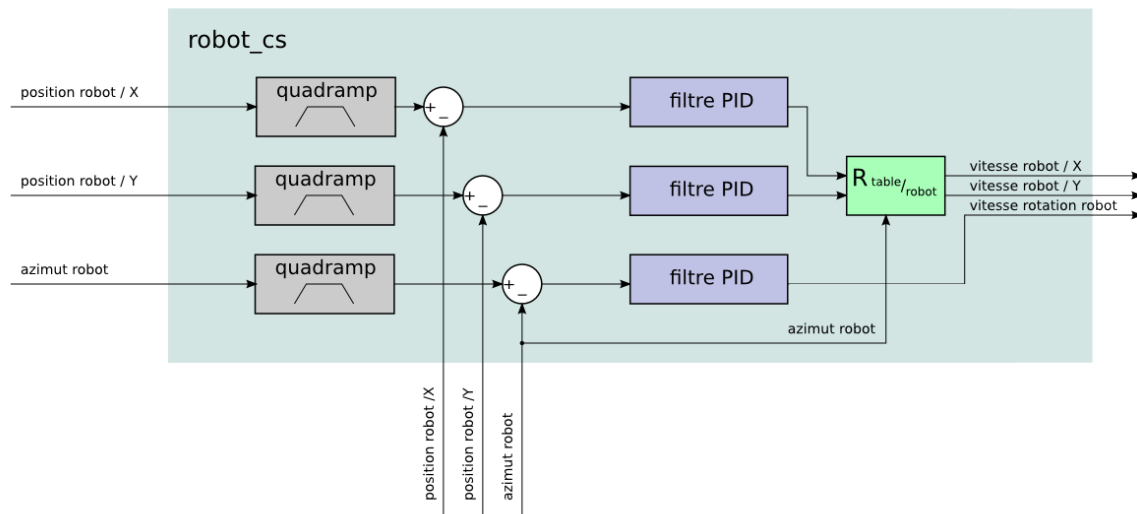 robot_cs
position robot / X
quadramp
+
−
filtre PID
position robot / Y
quadramp
+
−
filtre PID
R table/robot
vitesse robot / X
vitesse robot / Y
vitesse rotation robot
azimut robot
quadramp
+
−
filtre PID
azimut robot
position robot /X
position robot /Y
azimut robot